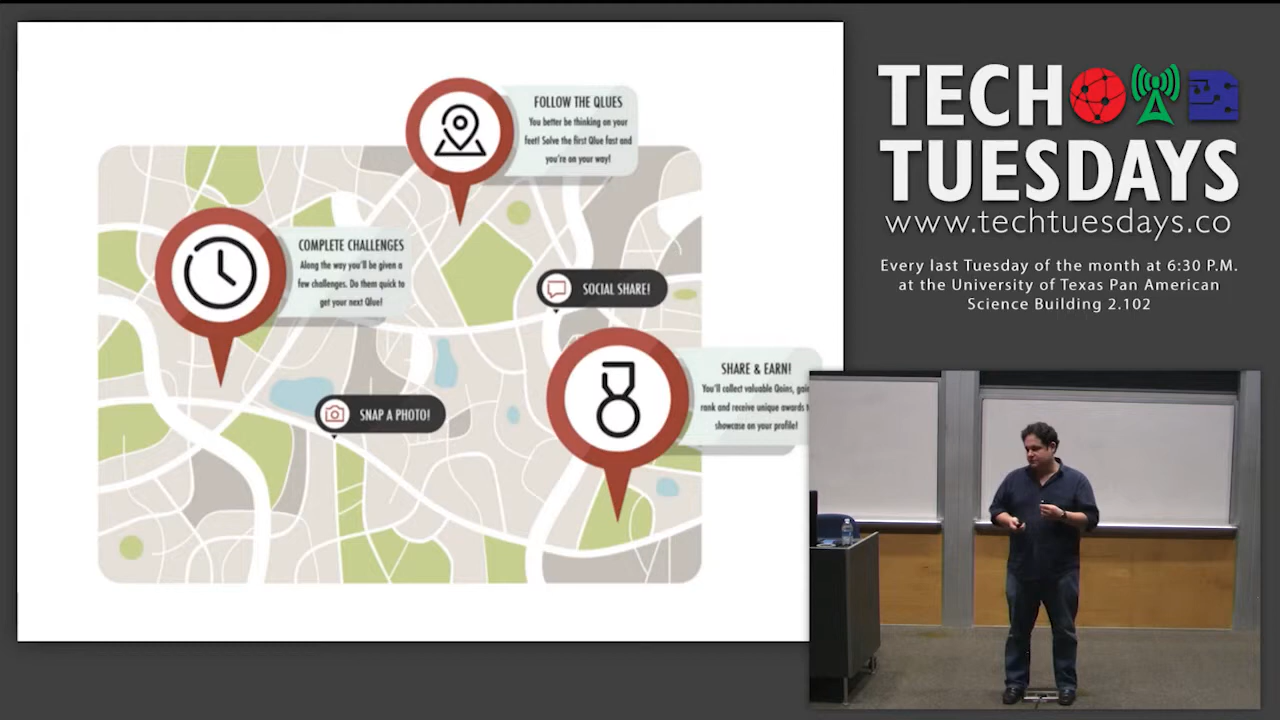 FOLLOW THE QLUES
You better be thinking on your
feet! Solve the first Qlue fast and
you're on your way!
COMPLETE CHALLENGES
Along the way you'll be given a
few challenges. Do them quick to
get your next Qlue!
SOCIAL SHARE!
SHARE & EARN!
You'll collect valuable Qoins, gain
rank and receive unique awards
showcase on your profile!
SNAP A PHOTO!
TECH
TUESDAYS
www.techtuesdays.co
Every last Tuesday of the month at 6:30 P.M.
at the University of Texas Pan American
Science Building 2.102